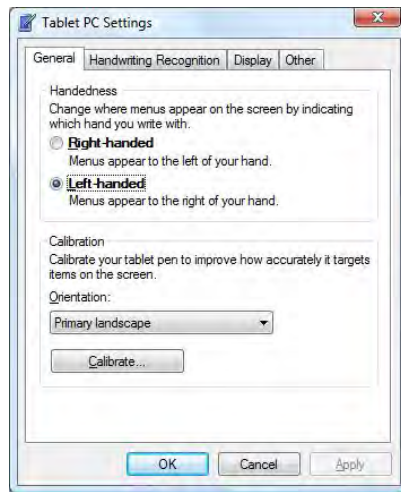 Tablet PC Settings
General Handwriting Recognition Display Other
Handedness
Change where menus appear on the screen by indicating
which hand you write with.
Right-handed
Menus appear to the left of your hand.
Left-handed
Menus appear to the right of your hand.
Calibration
Calibrate your tablet pen to improve how accurately it targets
items on the screen.
Orientation:
Primary landscape
Calibrate...
OK Cancel Apply